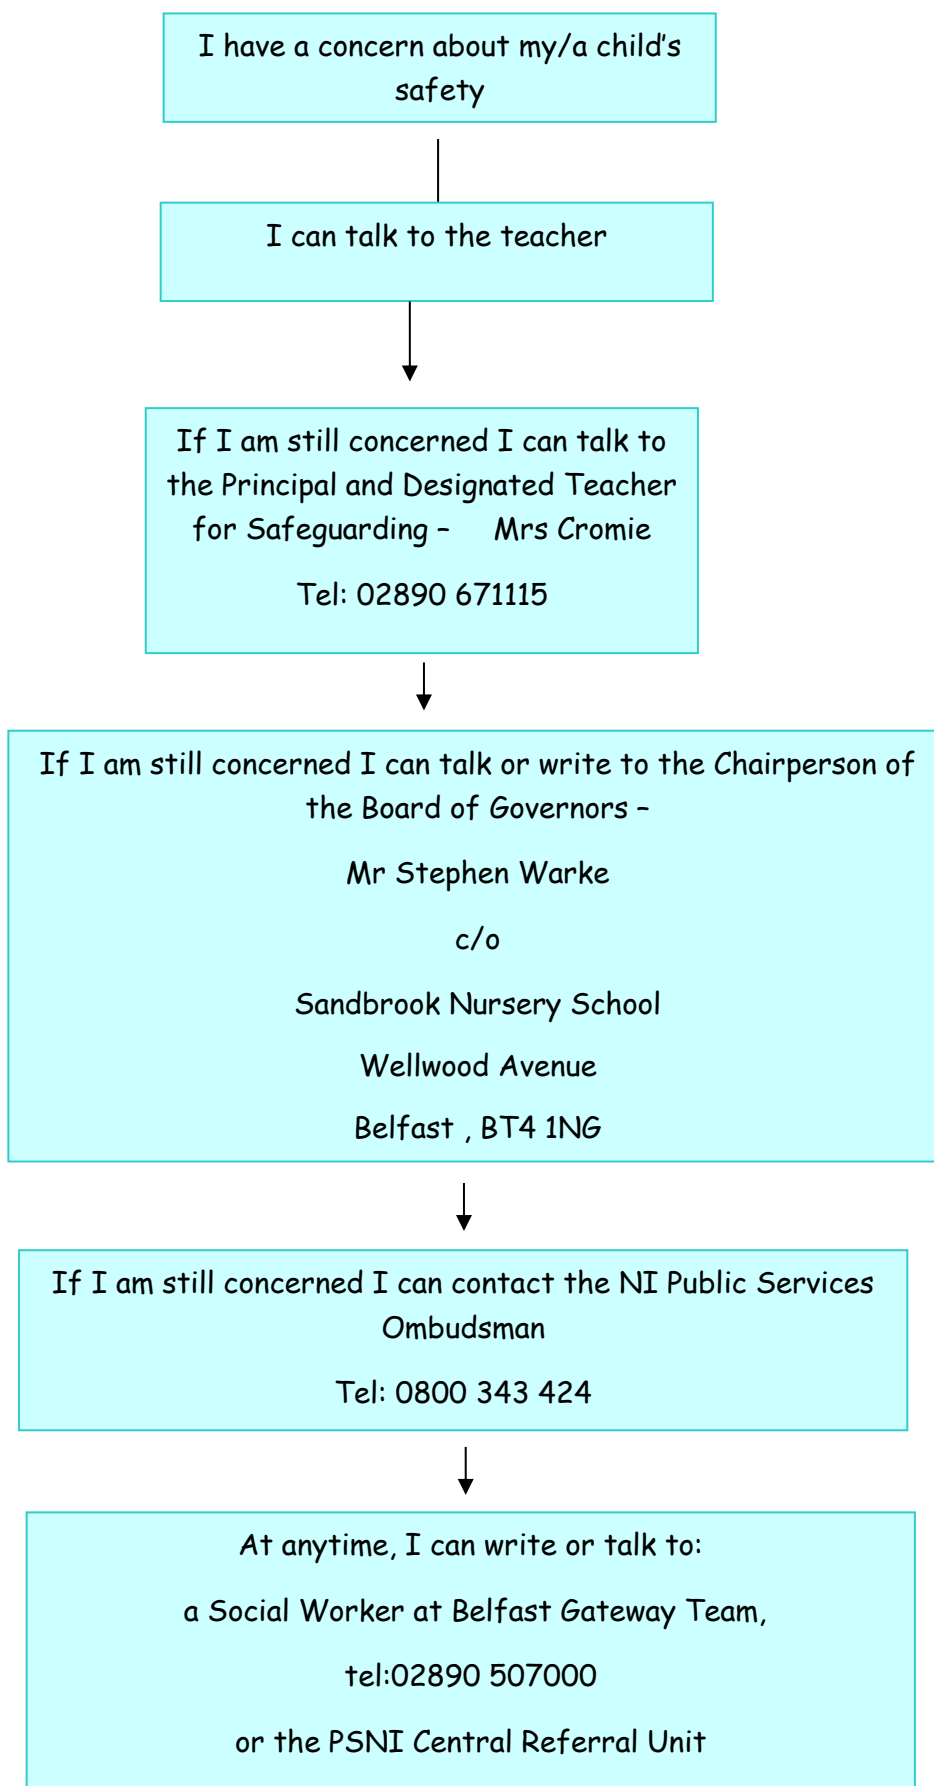 I have a concern about my/a child's
safety
I can talk to the teacher
If I am still concerned I can talk to
the Principal and Designated Teacher
for Safeguarding – Mrs Cromie
Tel: 02890 671115
If I am still concerned I can talk or write to the Chairperson of
the Board of Governors –
Mr Stephen Warke
c/o
Sandbrook Nursery School
Wellwood Avenue
Belfast , BT4 1NG
If I am still concerned I can contact the NI Public Services
Ombudsman
Tel: 0800 343 424
At anytime, I can write or talk to:
a Social Worker at Belfast Gateway Team,
tel:02890 507000
or the PSNI Central Referral Unit